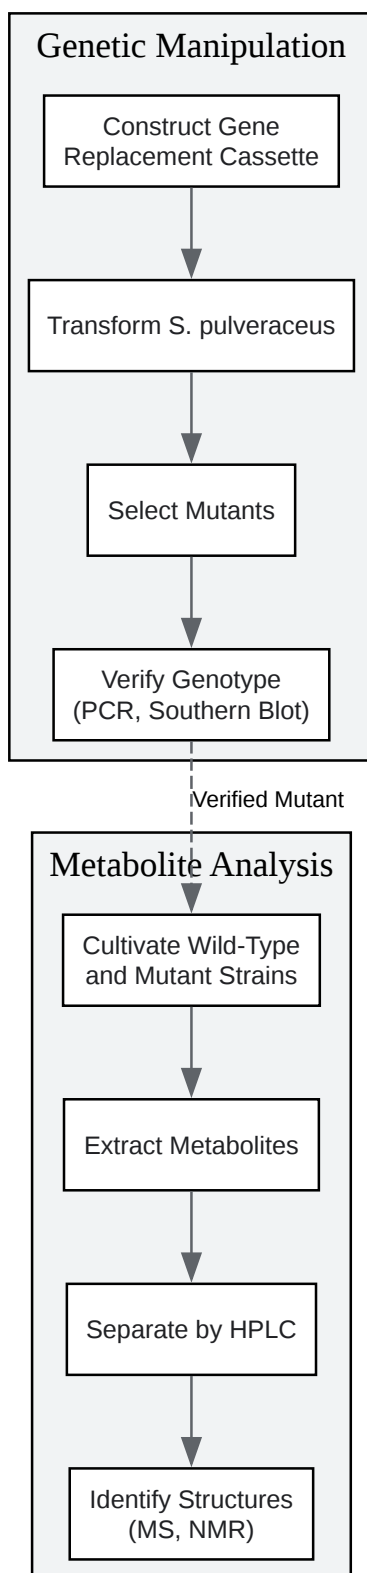 Genetic Manipulation
Construct Gene
Replacement Cassette
Transform S. pulveraceus
Select Mutants
Verify Genotype
(PCR, Southern Blot)
Verified Mutant
Metabolite Analysis
Cultivate Wild-Type
and Mutant Strains
Extract Metabolites
Separate by HPLC
Identify Structures
(MS, NMR)